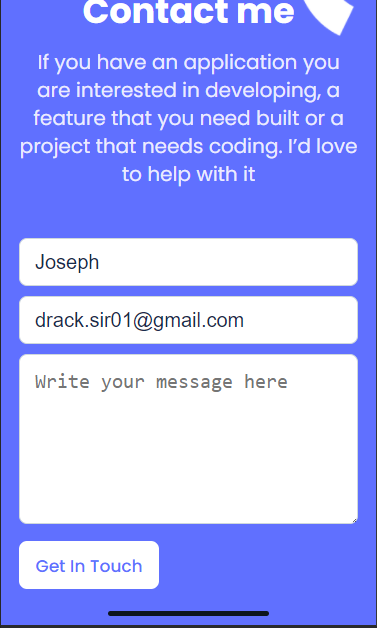 Contact me
If you have an application you
are interested in developing, a
feature that you need built or a
project that needs coding. I’d love
to help with it
Joseph
drack.sir01@gmail.com
Write your message here
Get In Touch